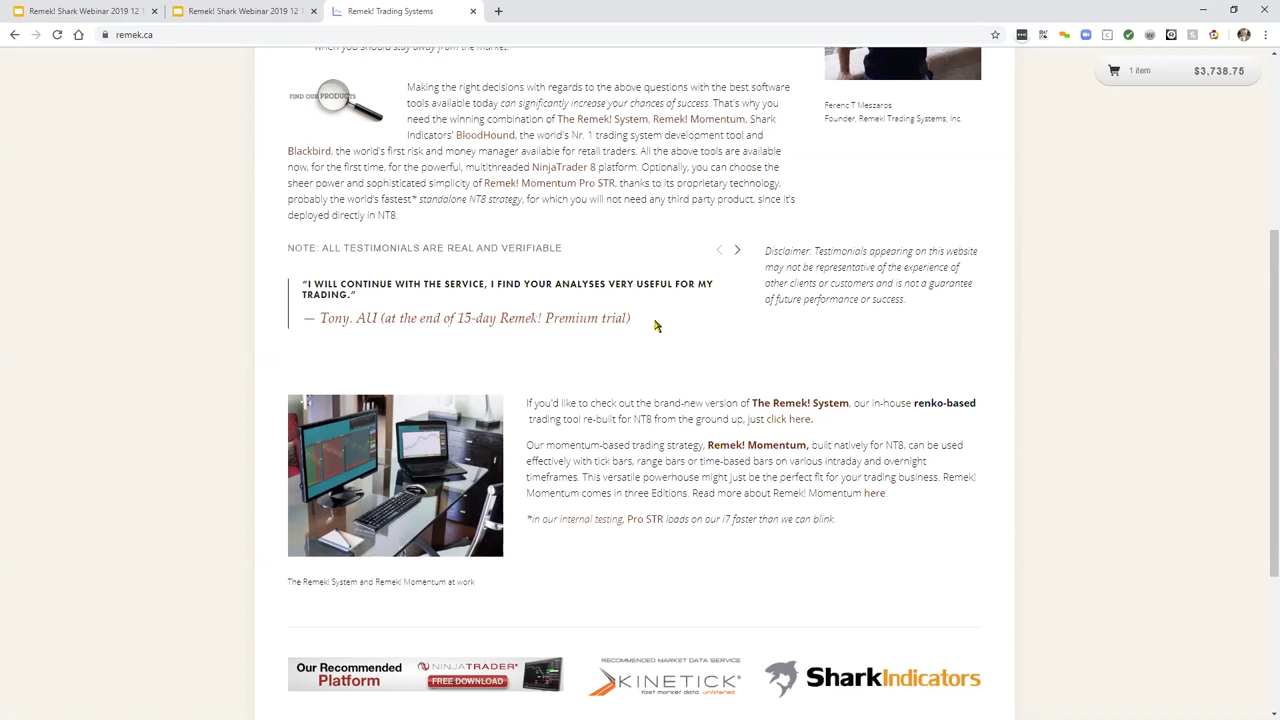 Remek! Shark Webinar 2019 12 1
Remek! Shark Webinar 2019 12 1
Remek! Trading Systems
remek.ca
when you should stay away from the market.
1 item
$3,738.75
FIND OUR PRODUCTS
Making the right decisions with regards to the above questions with the best software
tools available today can significantly increase your chances of success. That's why you
need the winning combination of The Remek! System, Remek! Momentum, Shark
Indicators' BloodHound, the world's Nr. 1 trading system development tool and
Blackbird, the world's first risk and money manager available for retail traders. All the above tools are available
now, for the first time, for the powerful, multithreaded NinjaTrader 8 platform. Optionally, you can choose the
sheer power and sophisticated simplicity of Remek! Momentum Pro STR, thanks to its proprietary technology,
probably the world's fastest* standalone NT8 strategy, for which you will not need any third party product, since it's
deployed directly in NT8.
Ferenc T Meszaros
Founder, Remek! Trading Systems, Inc.
NOTE: ALL TESTIMONIALS ARE REAL AND VERIFIABLE
“I WILL CONTINUE WITH THE SERVICE, I FIND YOUR ANALYSES VERY USEFUL FOR MY
TRADING.”
— Tony, AU (at the end of 15-day Remek! Premium trial)
Disclaimer: Testimonials appearing on this website
may not be representative of the experience of
other clients or customers and is not a guarantee
of future performance or success.
If you'd like to check out the brand-new version of The Remek! System, our in-house renko-based
trading tool re-built for NT8 from the ground up, just click here.
Our momentum-based trading strategy, Remek! Momentum, built natively for NT8, can be used
effectively with tick bars, range bars or time-based bars on various intraday and overnight
timeframes. This versatile powerhouse might just be the perfect fit for your trading business. Remek!
Momentum comes in three Editions. Read more about Remek! Momentum here.
*in our internal testing, Pro STR loads on our i7 faster than we can blink.
The Remek! System and Remek! Momentum at work
Our Recommended
Platform
NINJATRADER
FREE DOWNLOAD
RECOMMENDED MARKET DATA SERVICE
KINETICK
fast market data. unfiltered.
SharkIndicators